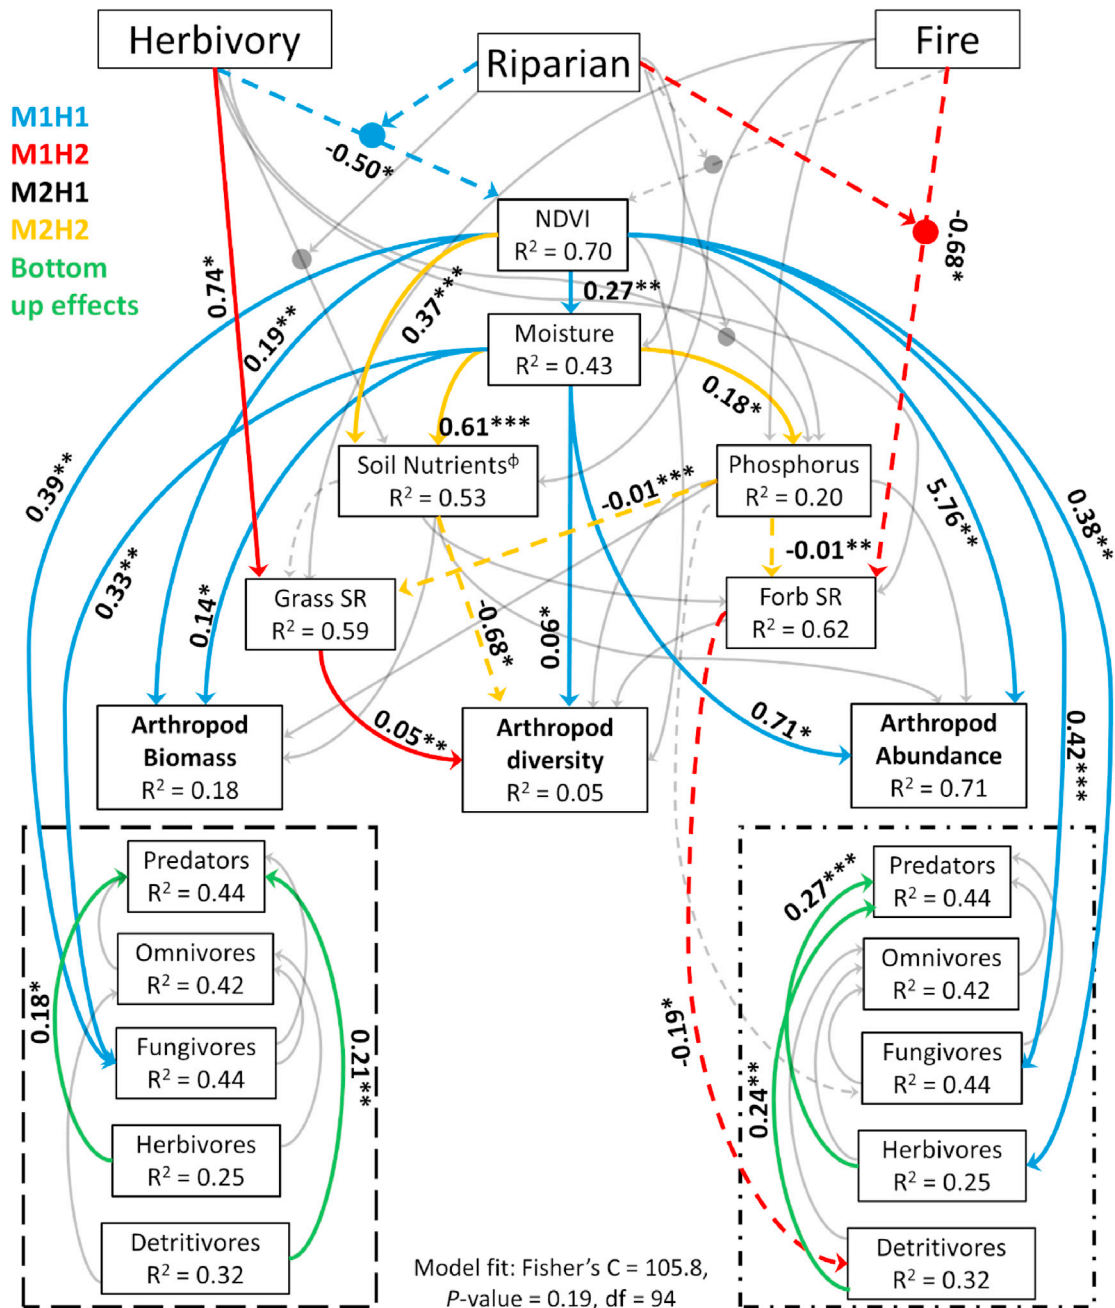 Herbivory
Riparian
Fire
M1H1
M1H2
M2H1
M2H2
Bottom
up effects
-0.50*
-0.68*
NDVI
R² = 0.70
0.74*
0.19**
0.37***
0.27**
Moisture
R² = 0.43
0.18*
0.61***
Soil Nutrientsᶲ
R² = 0.53
-0.01***
Phosphorus
R² = 0.20
0.39**
0.33**
0.14*
5.76**
0.38**
-0.01**
Grass SR
R² = 0.59
-0.68*
0.06*
Forb SR
R² = 0.62
0.05**
0.71*
0.42***
Arthropod
Biomass
R² = 0.18
Arthropod
diversity
R² = 0.05
Arthropod
Abundance
R² = 0.71
Predators
R² = 0.44
Omnivores
R² = 0.42
Fungivores
R² = 0.44
Herbivores
R² = 0.25
Detritivores
R² = 0.32
0.18*
0.21**
-0.19*
0.27***
0.24**
Predators
R² = 0.44
Omnivores
R² = 0.42
Fungivores
R² = 0.44
Herbivores
R² = 0.25
Detritivores
R² = 0.32
Model fit: Fisher's C = 105.8,
P-value = 0.19, df = 94